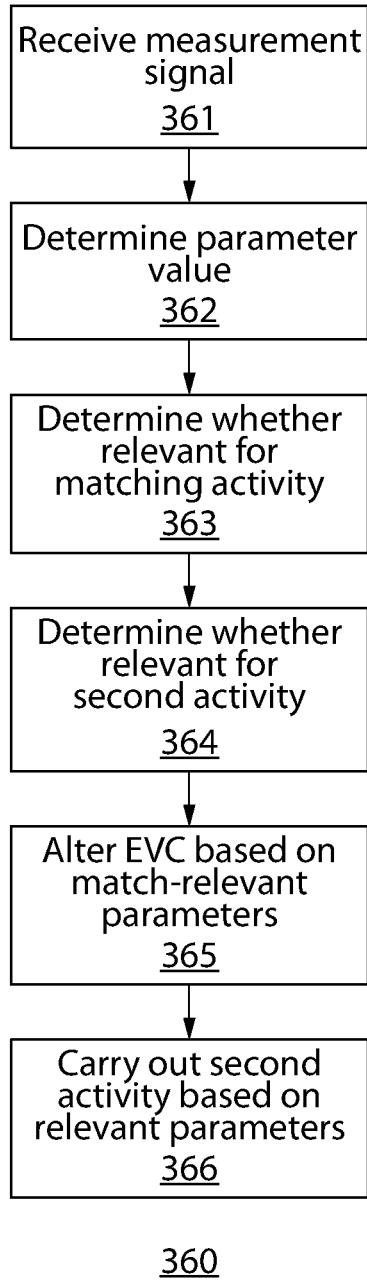 Receive measurement
signal
361
Determine parameter
value
362
Determine whether
relevant for
matching activity
363
Determine whether
relevant for
second activity
364
Alter EVC based on
match-relevant
parameters
365
Carry out second
activity based on
relevant parameters
366
360